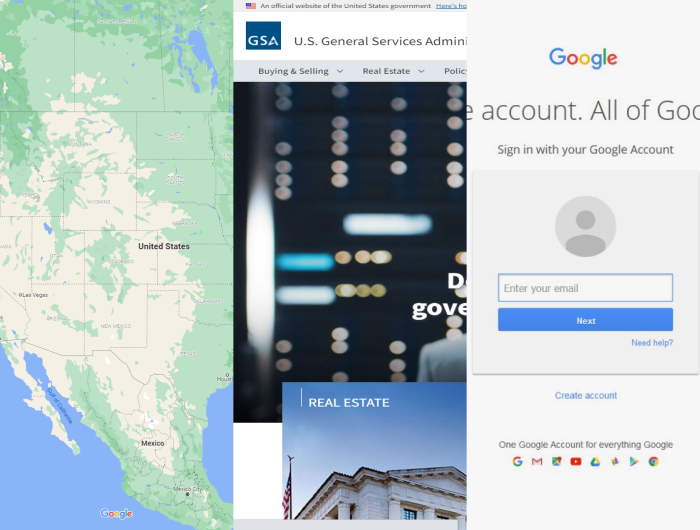 WYOMING
United States
Las Vegas
NEW MEXICO
Gulf of California
Mexico
Mexico City
Google
An official website of the United States government Here's ho
GSA
U.S. General Services Admini
Buying & Selling
Real Estate
Policy
D
gove
REAL ESTATE
Google
e account. All of Goo
Sign in with your Google Account
Enter your email
Next
Need help?
Create account
One Google Account for everything Google